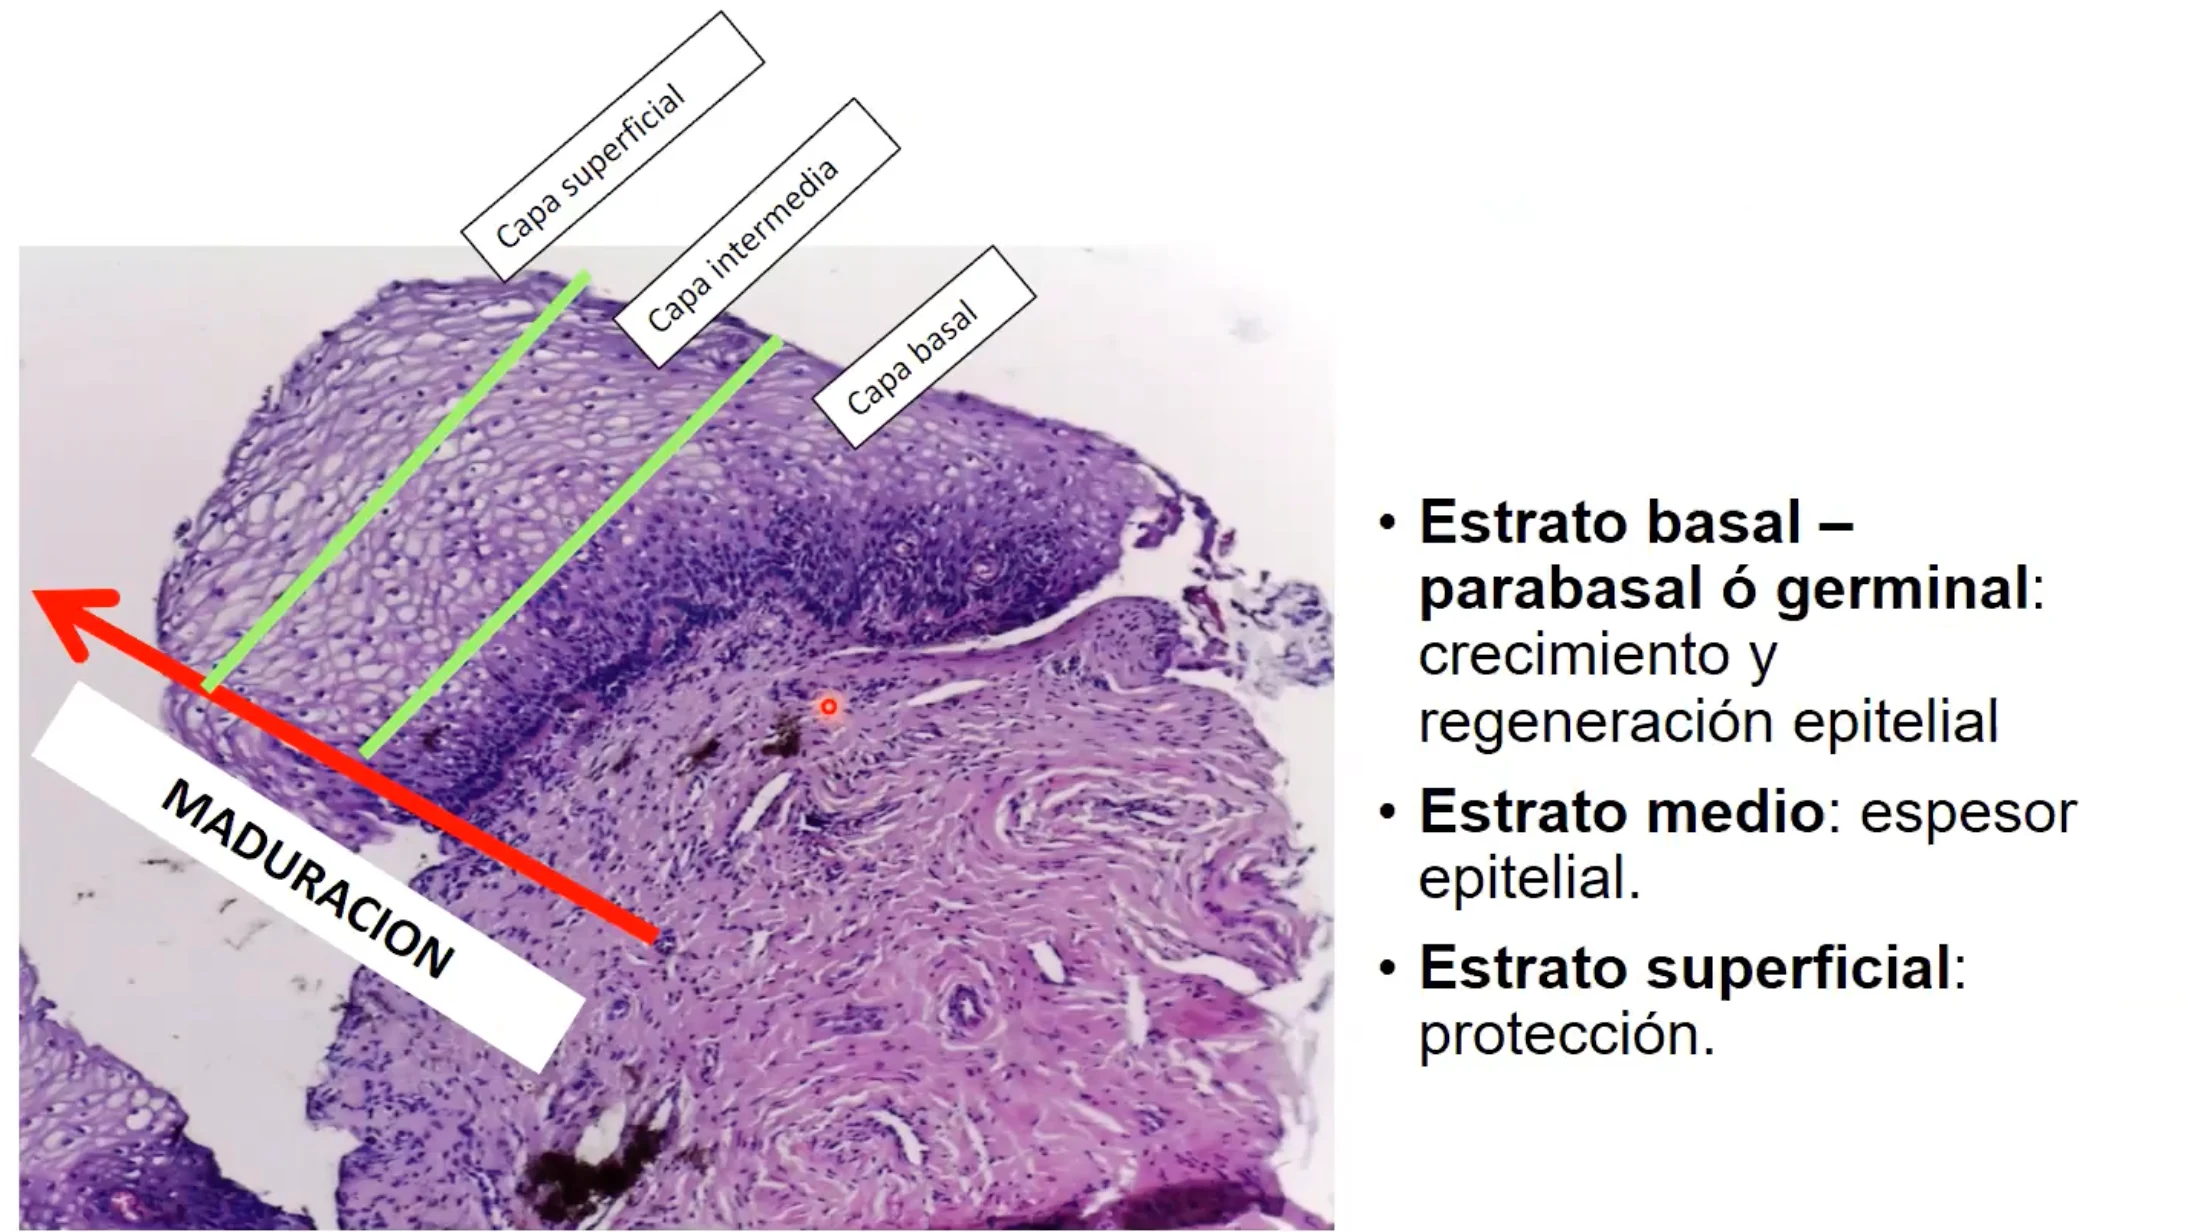 Capa superficial
Capa intermedia
Capa basal
MADURACION
• Estrato basal –
parabasal ó germinal:
crecimiento y
regeneración epitelial
• Estrato medio: espesor
epitelial.
• Estrato superficial:
protección.